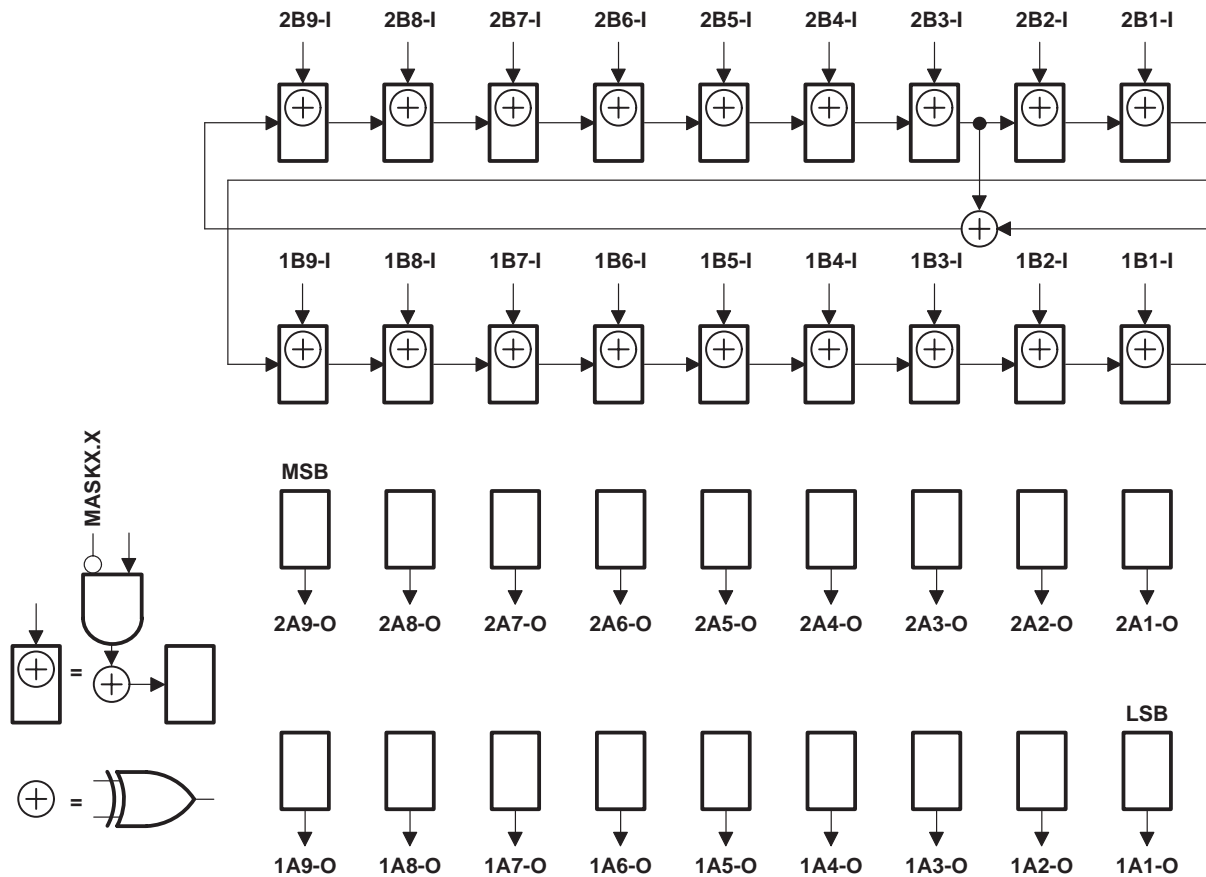 2B9-I 2B8-I 2B7-I 2B6-I 2B5-I 2B4-I 2B3-I 2B2-I 2B1-I
1B9-I 1B8-I 1B7-I 1B6-I 1B5-I 1B4-I 1B3-I 1B2-I 1B1-I
MASKX.X
MSB
2A9-O 2A8-O 2A7-O 2A6-O 2A5-O 2A4-O 2A3-O 2A2-O 2A1-O
=
LSB
=
1A9-O 1A8-O 1A7-O 1A6-O 1A5-O 1A4-O 1A3-O 1A2-O 1A1-O